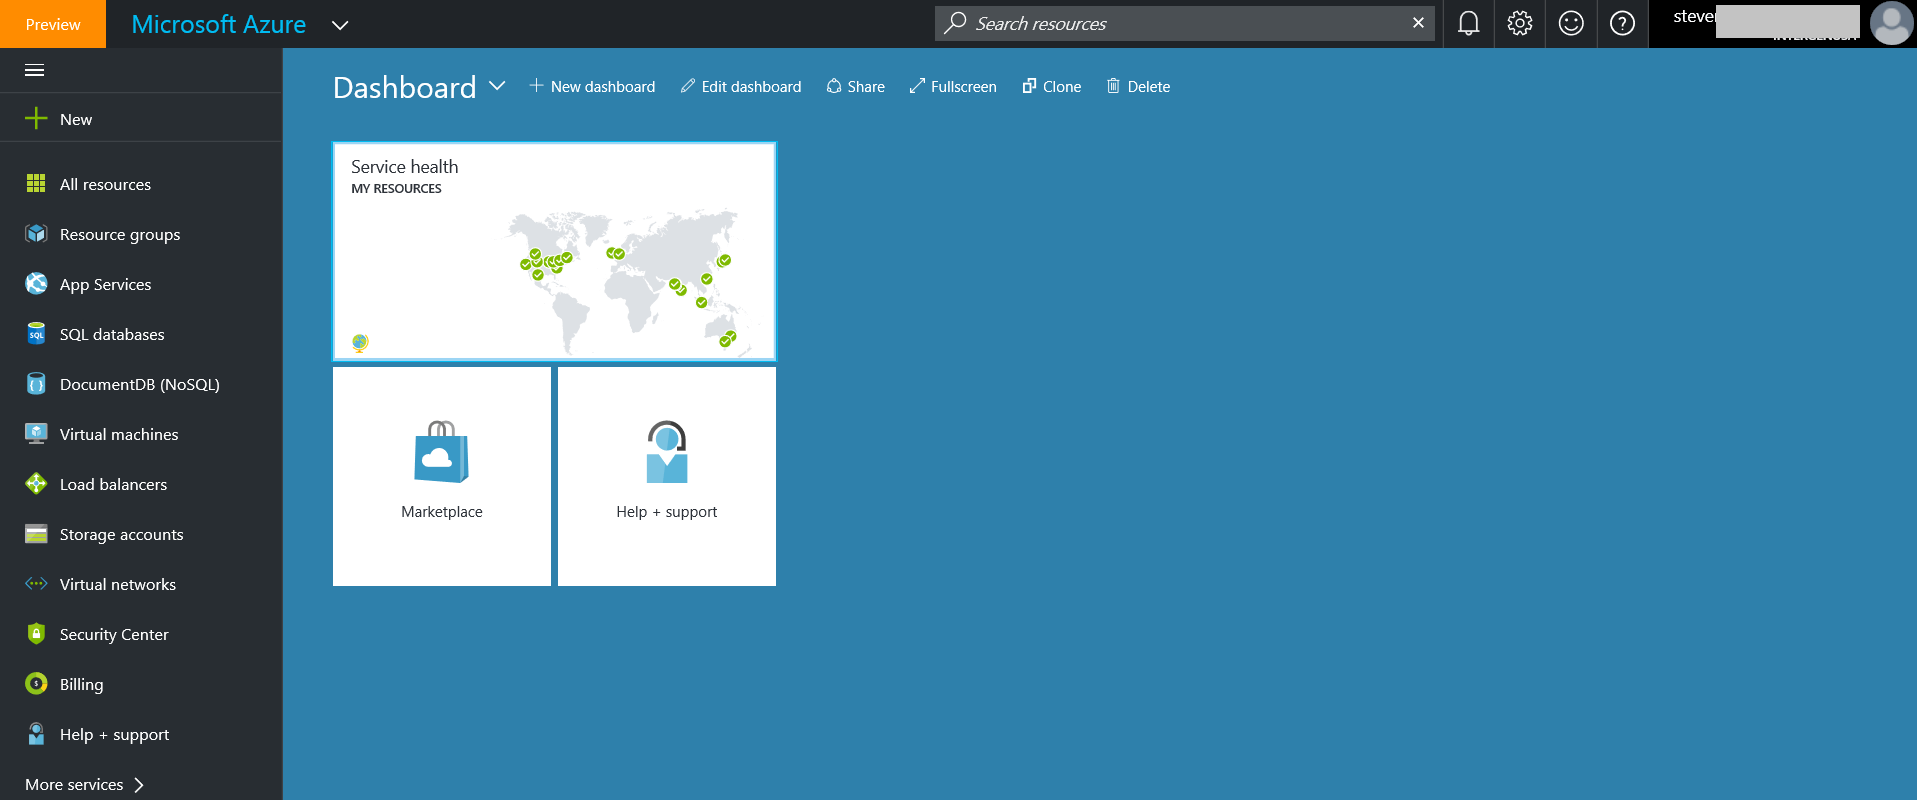 Preview
Microsoft Azure
Search resources
steve
Dashboard
New dashboard
Edit dashboard
Share
Fullscreen
Clone
Delete
New
All resources
Resource groups
App Services
SQL databases
DocumentDB (NoSQL)
Virtual machines
Load balancers
Storage accounts
Virtual networks
Security Center
Billing
Help + support
More services
Service health
MY RESOURCES
Marketplace
Help + support